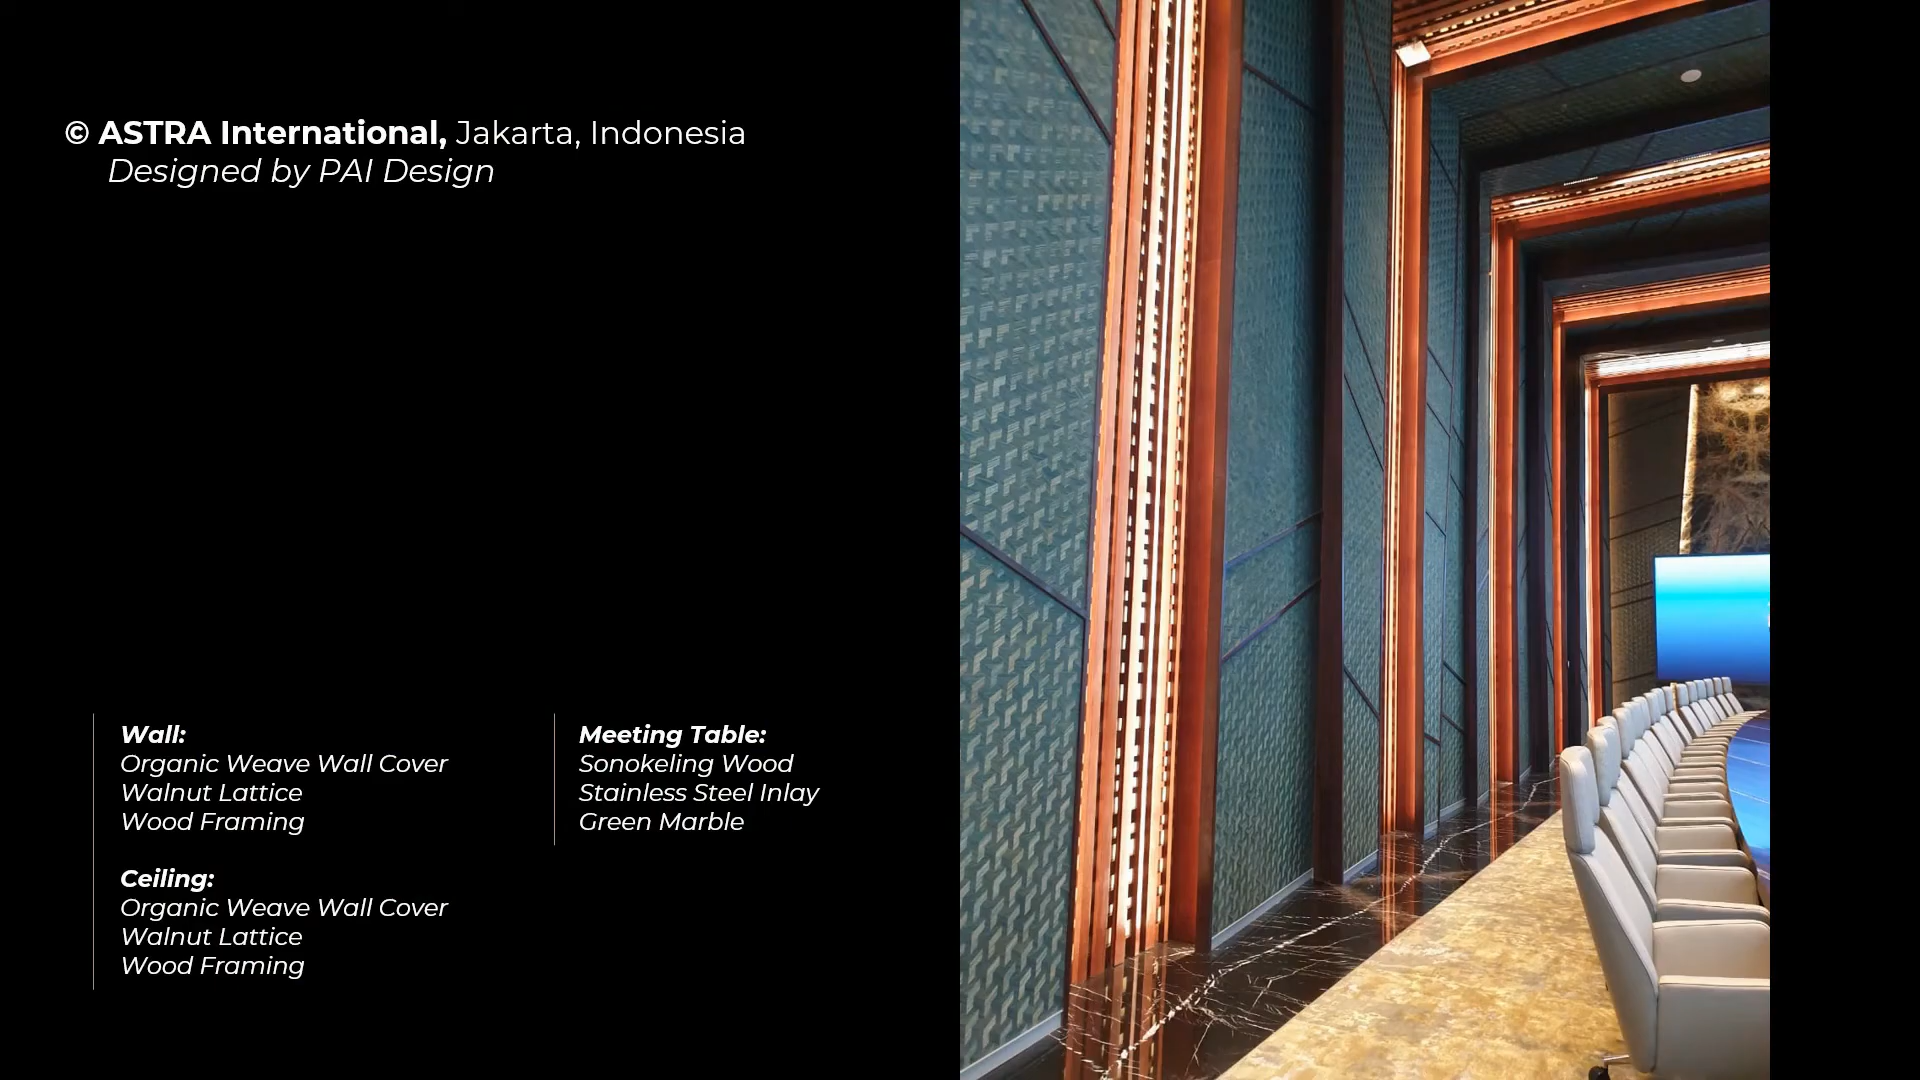 © ASTRA International, Jakarta, Indonesia
Designed by PAI Design
Wall:
Organic Weave Wall Cover
Walnut Lattice
Wood Framing
Ceiling:
Organic Weave Wall Cover
Walnut Lattice
Wood Framing
Meeting Table:
Sonokeling Wood
Stainless Steel Inlay
Green Marble